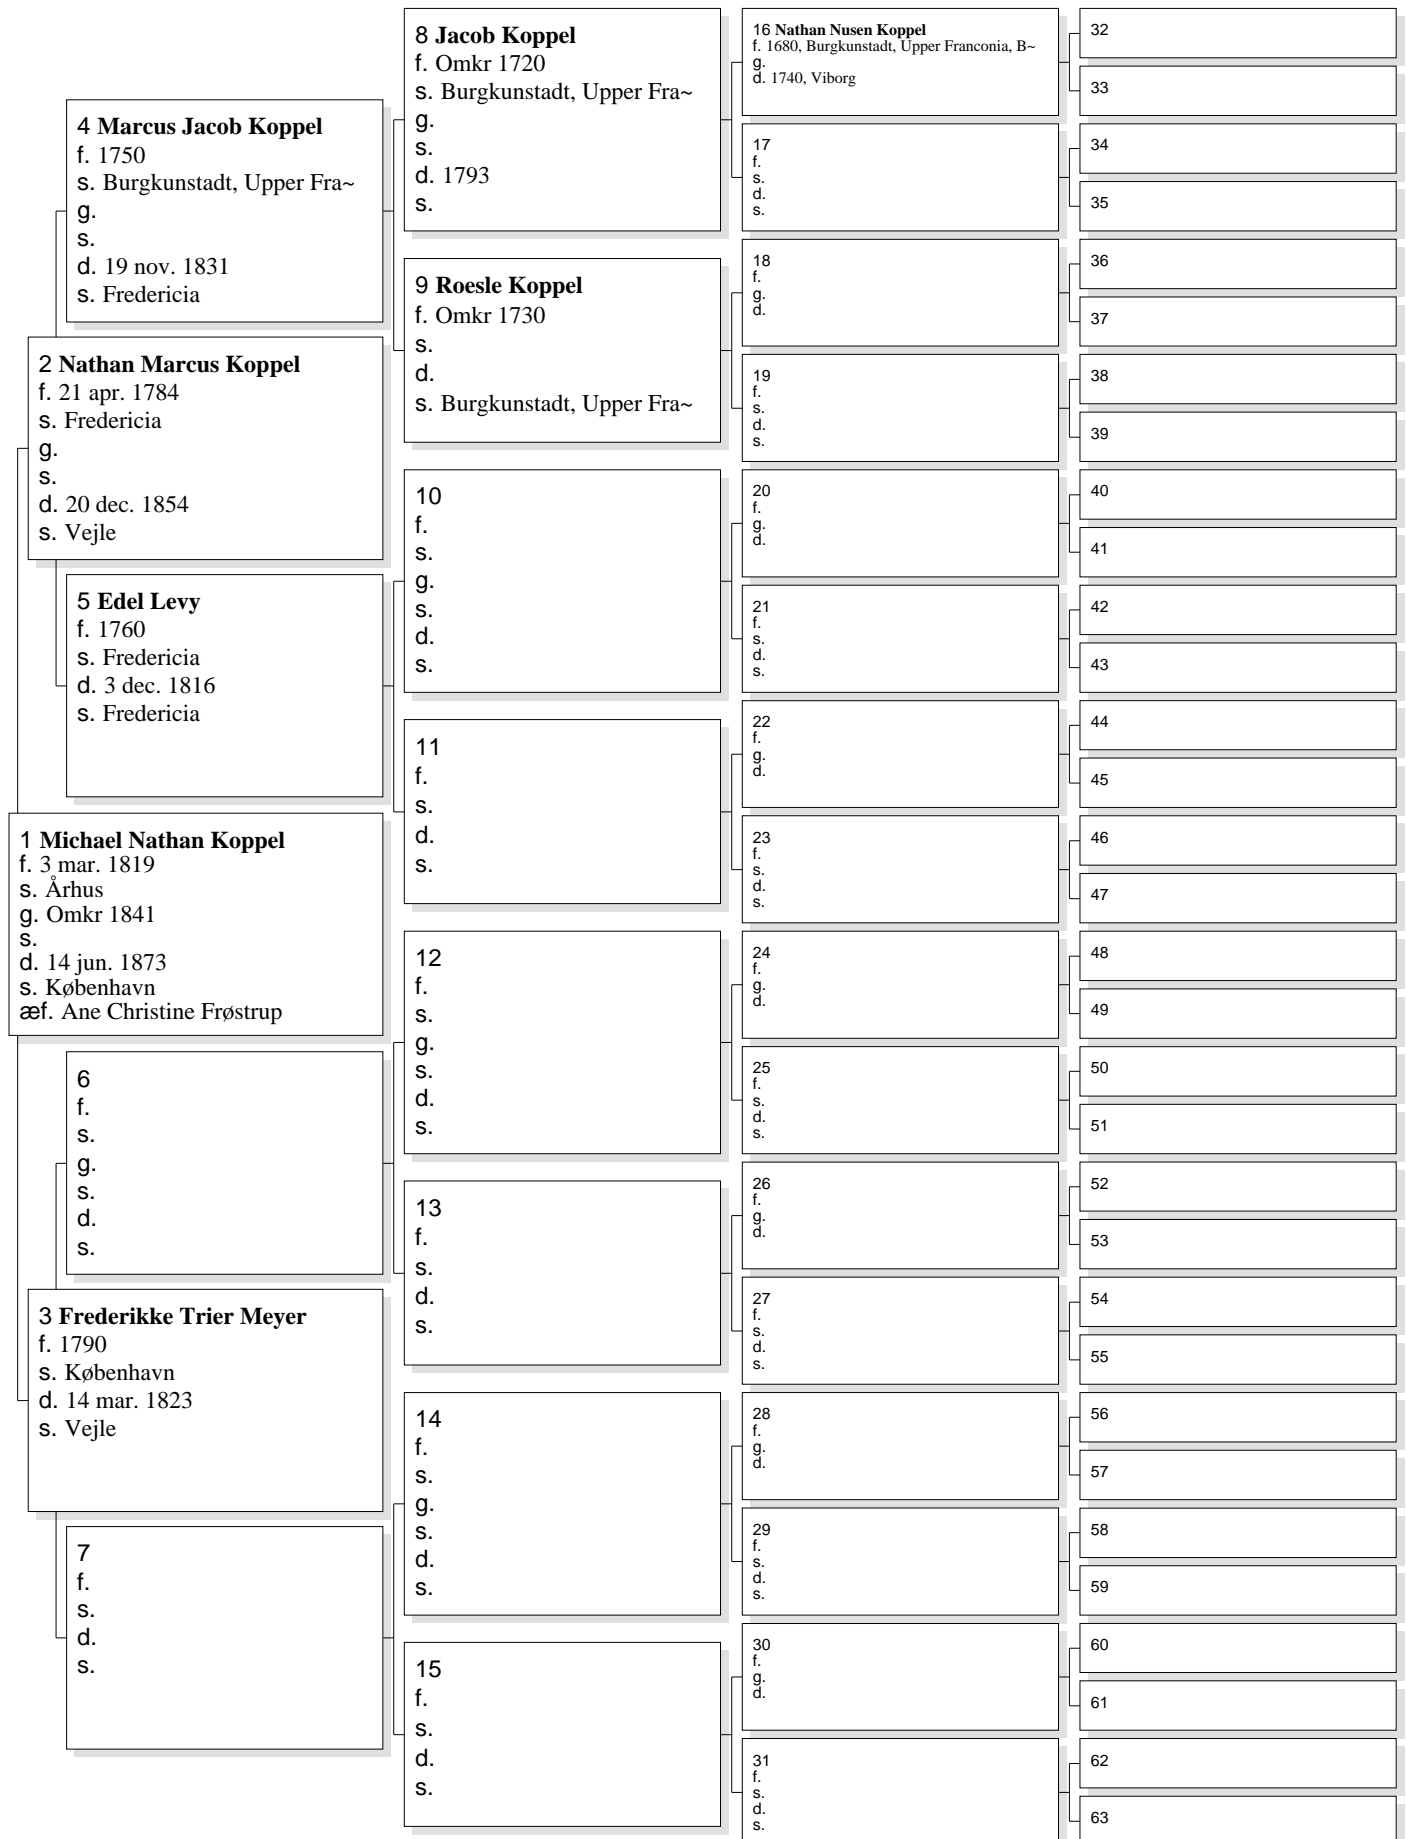 8 Jacob Koppel
f. Omkr 1720
s. Burgkunstadt, Upper Fra~
g.
s.
d. 1793
s.
16 Nathan Nusen Koppel
f. 1680, Burgkunstadt, Upper Franconia, B~
g.
d. 1740, Viborg
32
33
4 Marcus Jacob Koppel
f. 1750
s. Burgkunstadt, Upper Fra~
g.
s.
d. 19 nov. 1831
s. Fredericia
17
f.
s.
d.
s.
34
35
9 Roesle Koppel
f. Omkr 1730
s.
d.
s. Burgkunstadt, Upper Fra~
18
f.
g.
d.
36
37
2 Nathan Marcus Koppel
f. 21 apr. 1784
s. Fredericia
g.
s.
d. 20 dec. 1854
s. Vejle
19
f.
s.
d.
s.
38
39
10
f.
s.
g.
s.
d.
s.
20
f.
g.
d.
40
41
5 Edel Levy
f. 1760
s. Fredericia
d. 3 dec. 1816
s. Fredericia
21
f.
s.
d.
s.
42
43
11
f.
s.
d.
s.
22
f.
g.
d.
44
45
1 Michael Nathan Koppel
f. 3 mar. 1819
s. Århus
g. Omkr 1841
s.
d. 14 jun. 1873
s. København
æf. Ane Christine Frøstrup
23
f.
s.
d.
s.
46
47
12
f.
s.
g.
s.
d.
s.
24
f.
g.
d.
48
49
6
f.
s.
g.
s.
d.
s.
25
f.
s.
d.
s.
50
51
13
f.
s.
d.
s.
26
f.
g.
d.
52
53
3 Frederikke Trier Meyer
f. 1790
s. København
d. 14 mar. 1823
s. Vejle
27
f.
s.
d.
s.
54
55
14
f.
s.
g.
s.
d.
s.
28
f.
g.
d.
56
57
7
f.
s.
d.
s.
29
f.
s.
d.
s.
58
59
15
f.
s.
d.
s.
30
f.
g.
d.
60
61
31
f.
s.
d.
s.
62
63